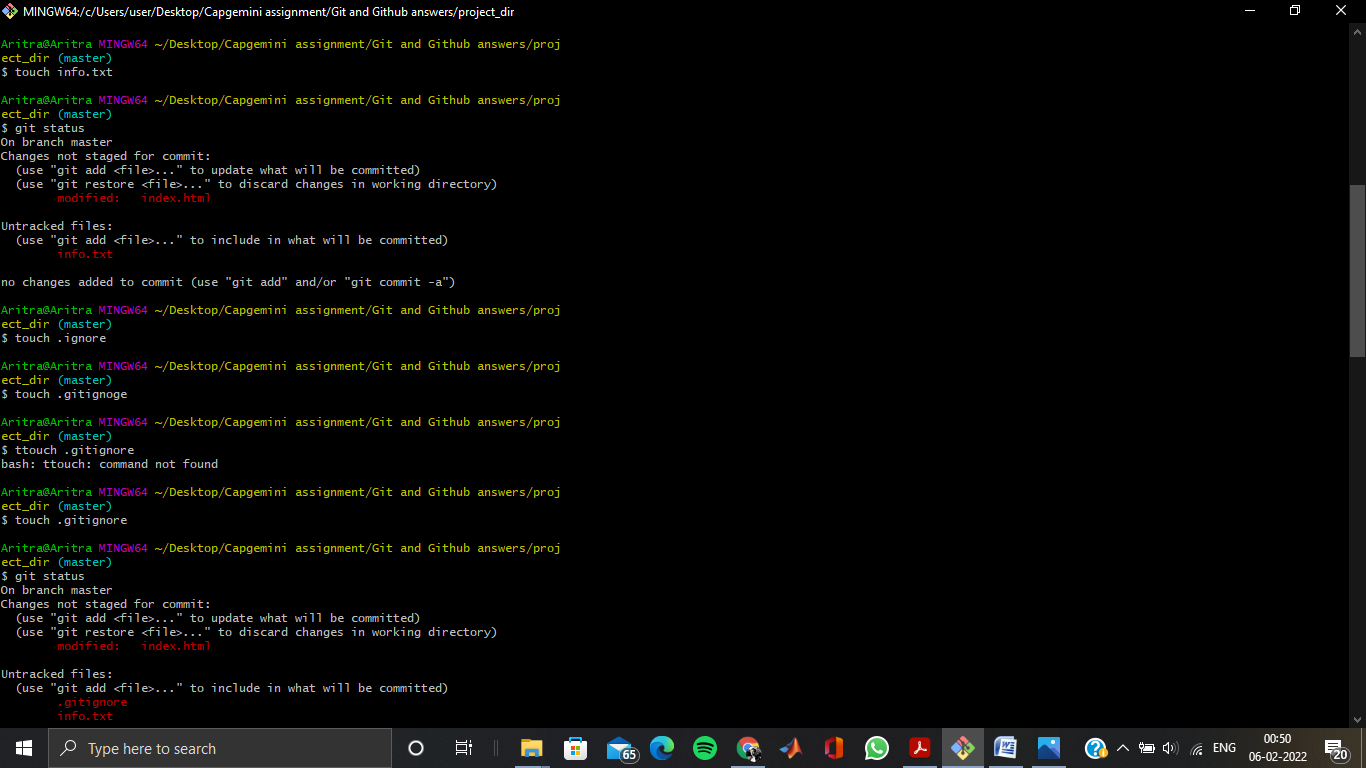 MINGW64:/c/Users/user/Desktop/Capgemini assignment/Git and Github answers/project_dir
Aritra@Aritra MINGW64 ~/Desktop/Capgemini assignment/Git and Github answers/proj
ect_dir (master)
$ touch info.txt
Aritra@Aritra MINGW64 ~/Desktop/Capgemini assignment/Git and Github answers/proj
ect_dir (master)
$ git status
On branch master
Changes not staged for commit:
  (use "git add <file>..." to update what will be committed)
  (use "git restore <file>..." to discard changes in working directory)
        modified:   index.html
Untracked files:
  (use "git add <file>..." to include in what will be committed)
        info.txt
no changes added to commit (use "git add" and/or "git commit -a")
Aritra@Aritra MINGW64 ~/Desktop/Capgemini assignment/Git and Github answers/proj
ect_dir (master)
$ touch .ignore
Aritra@Aritra MINGW64 ~/Desktop/Capgemini assignment/Git and Github answers/proj
ect_dir (master)
$ touch .gitignoge
Aritra@Aritra MINGW64 ~/Desktop/Capgemini assignment/Git and Github answers/proj
ect_dir (master)
$ ttouch .gitignore
bash: ttouch: command not found
Aritra@Aritra MINGW64 ~/Desktop/Capgemini assignment/Git and Github answers/proj
ect_dir (master)
$ touch .gitignore
Aritra@Aritra MINGW64 ~/Desktop/Capgemini assignment/Git and Github answers/proj
ect_dir (master)
$ git status
On branch master
Changes not staged for commit:
  (use "git add <file>..." to update what will be committed)
  (use "git restore <file>..." to discard changes in working directory)
        modified:   index.html
Untracked files:
  (use "git add <file>..." to include in what will be committed)
        .gitignore
        info.txt
Type here to search
65
ENG
00:50
06-02-2022
20